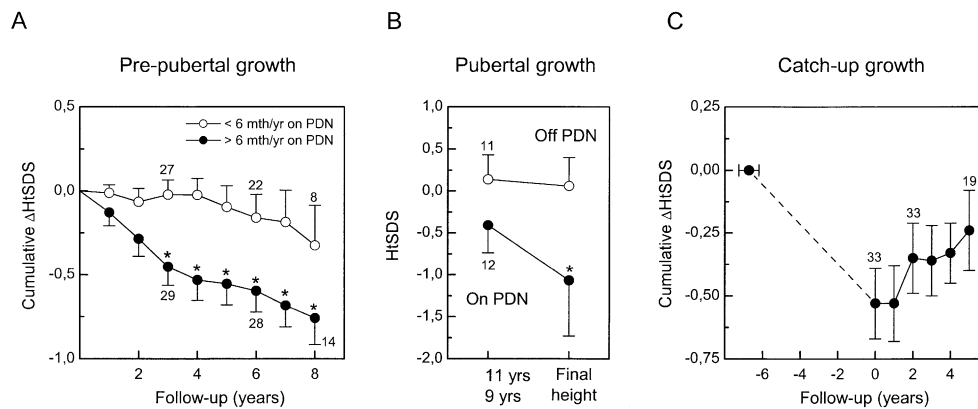 A
Pre-pubertal growth
0,5
0,0
-0,5
-1,0
Cumulative ΔHtSDS
< 6 mth/yr on PDN
> 6 mth/yr on PDN
27
22
8
*
*
*
*
*
*
29
28
14
2
4
6
8
Follow-up (years)
B
Pubertal growth
1,0
0,5
0,0
-0,5
-1,0
-1,5
-2,0
HtSDS
11
Off PDN
12
*
On PDN
11 yrs
9 yrs
Final
height
C
Catch-up growth
0,25
0,00
-0,25
-0,50
-0,75
Cumulative ΔHtSDS
33
33
19
-6
-4
0
2
4
Follow-up (years)